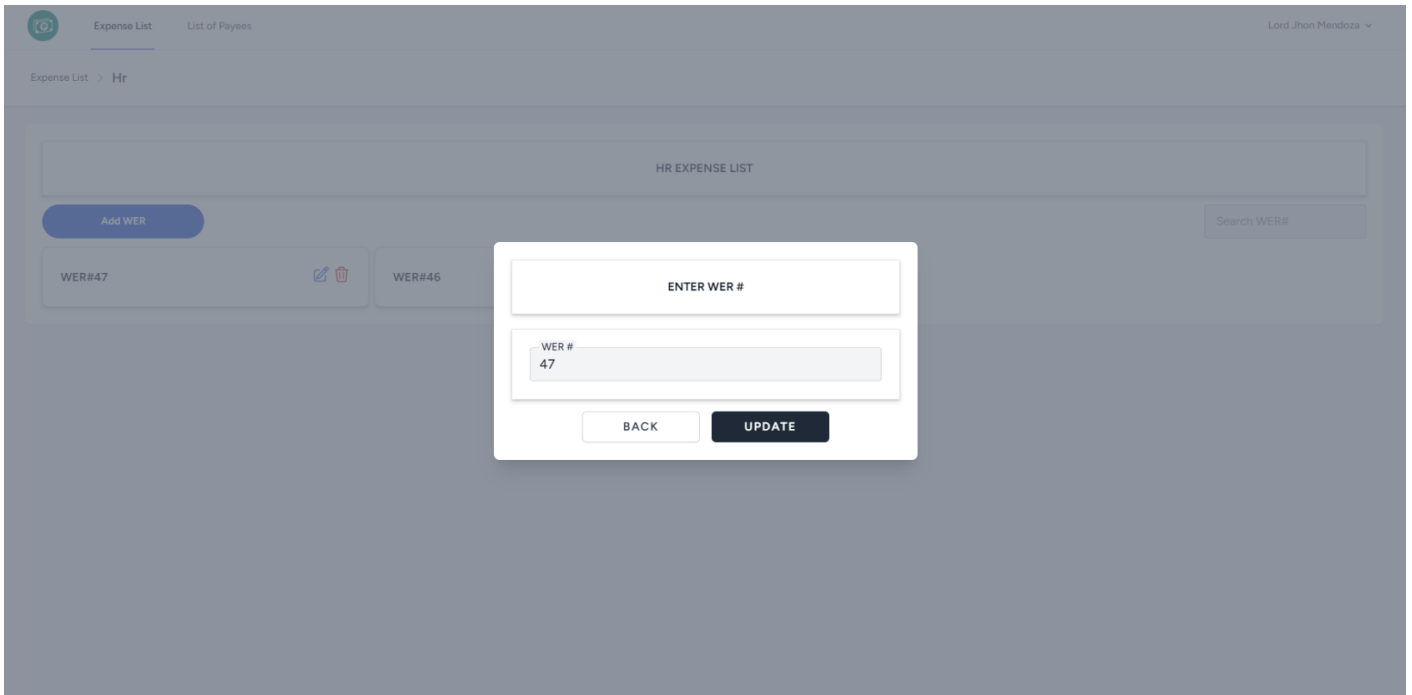 Expense List
List of Payees
Lord Jhon Mendoza
Expense List > Hr
HR EXPENSE LIST
Add WER
Search WER#
WER#47
WER#46
ENTER WER #
WER #
47
BACK
UPDATE